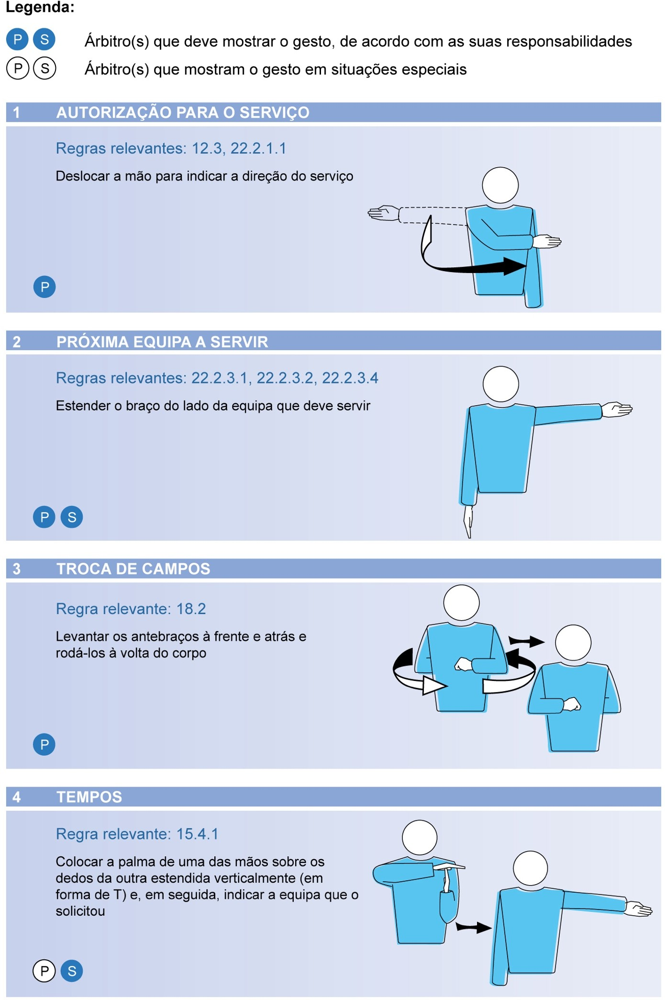 Legenda:
P S Árbitro(s) que deve mostrar o gesto, de acordo com as suas responsabilidades
P S Árbitro(s) que mostram o gesto em situações especiais
1 AUTORIZAÇÃO PARA O SERVIÇO
Regras relevantes: 12.3, 22.2.1.1
Deslocar a mão para indicar a direção do serviço
P
2 PRÓXIMA EQUIPA A SERVIR
Regras relevantes: 22.2.3.1, 22.2.3.2, 22.2.3.4
Estender o braço do lado da equipa que deve servir
P S
3 TROCA DE CAMPOS
Regra relevante: 18.2
Levantar os antebraços à frente e atrás e
rodá-los à volta do corpo
P
4 TEMPOS
Regra relevante: 15.4.1
Colocar a palma de uma das mãos sobre os
dedos da outra estendida verticalmente (em
forma de T) e, em seguida, indicar a equipa que o
solicitou
P S